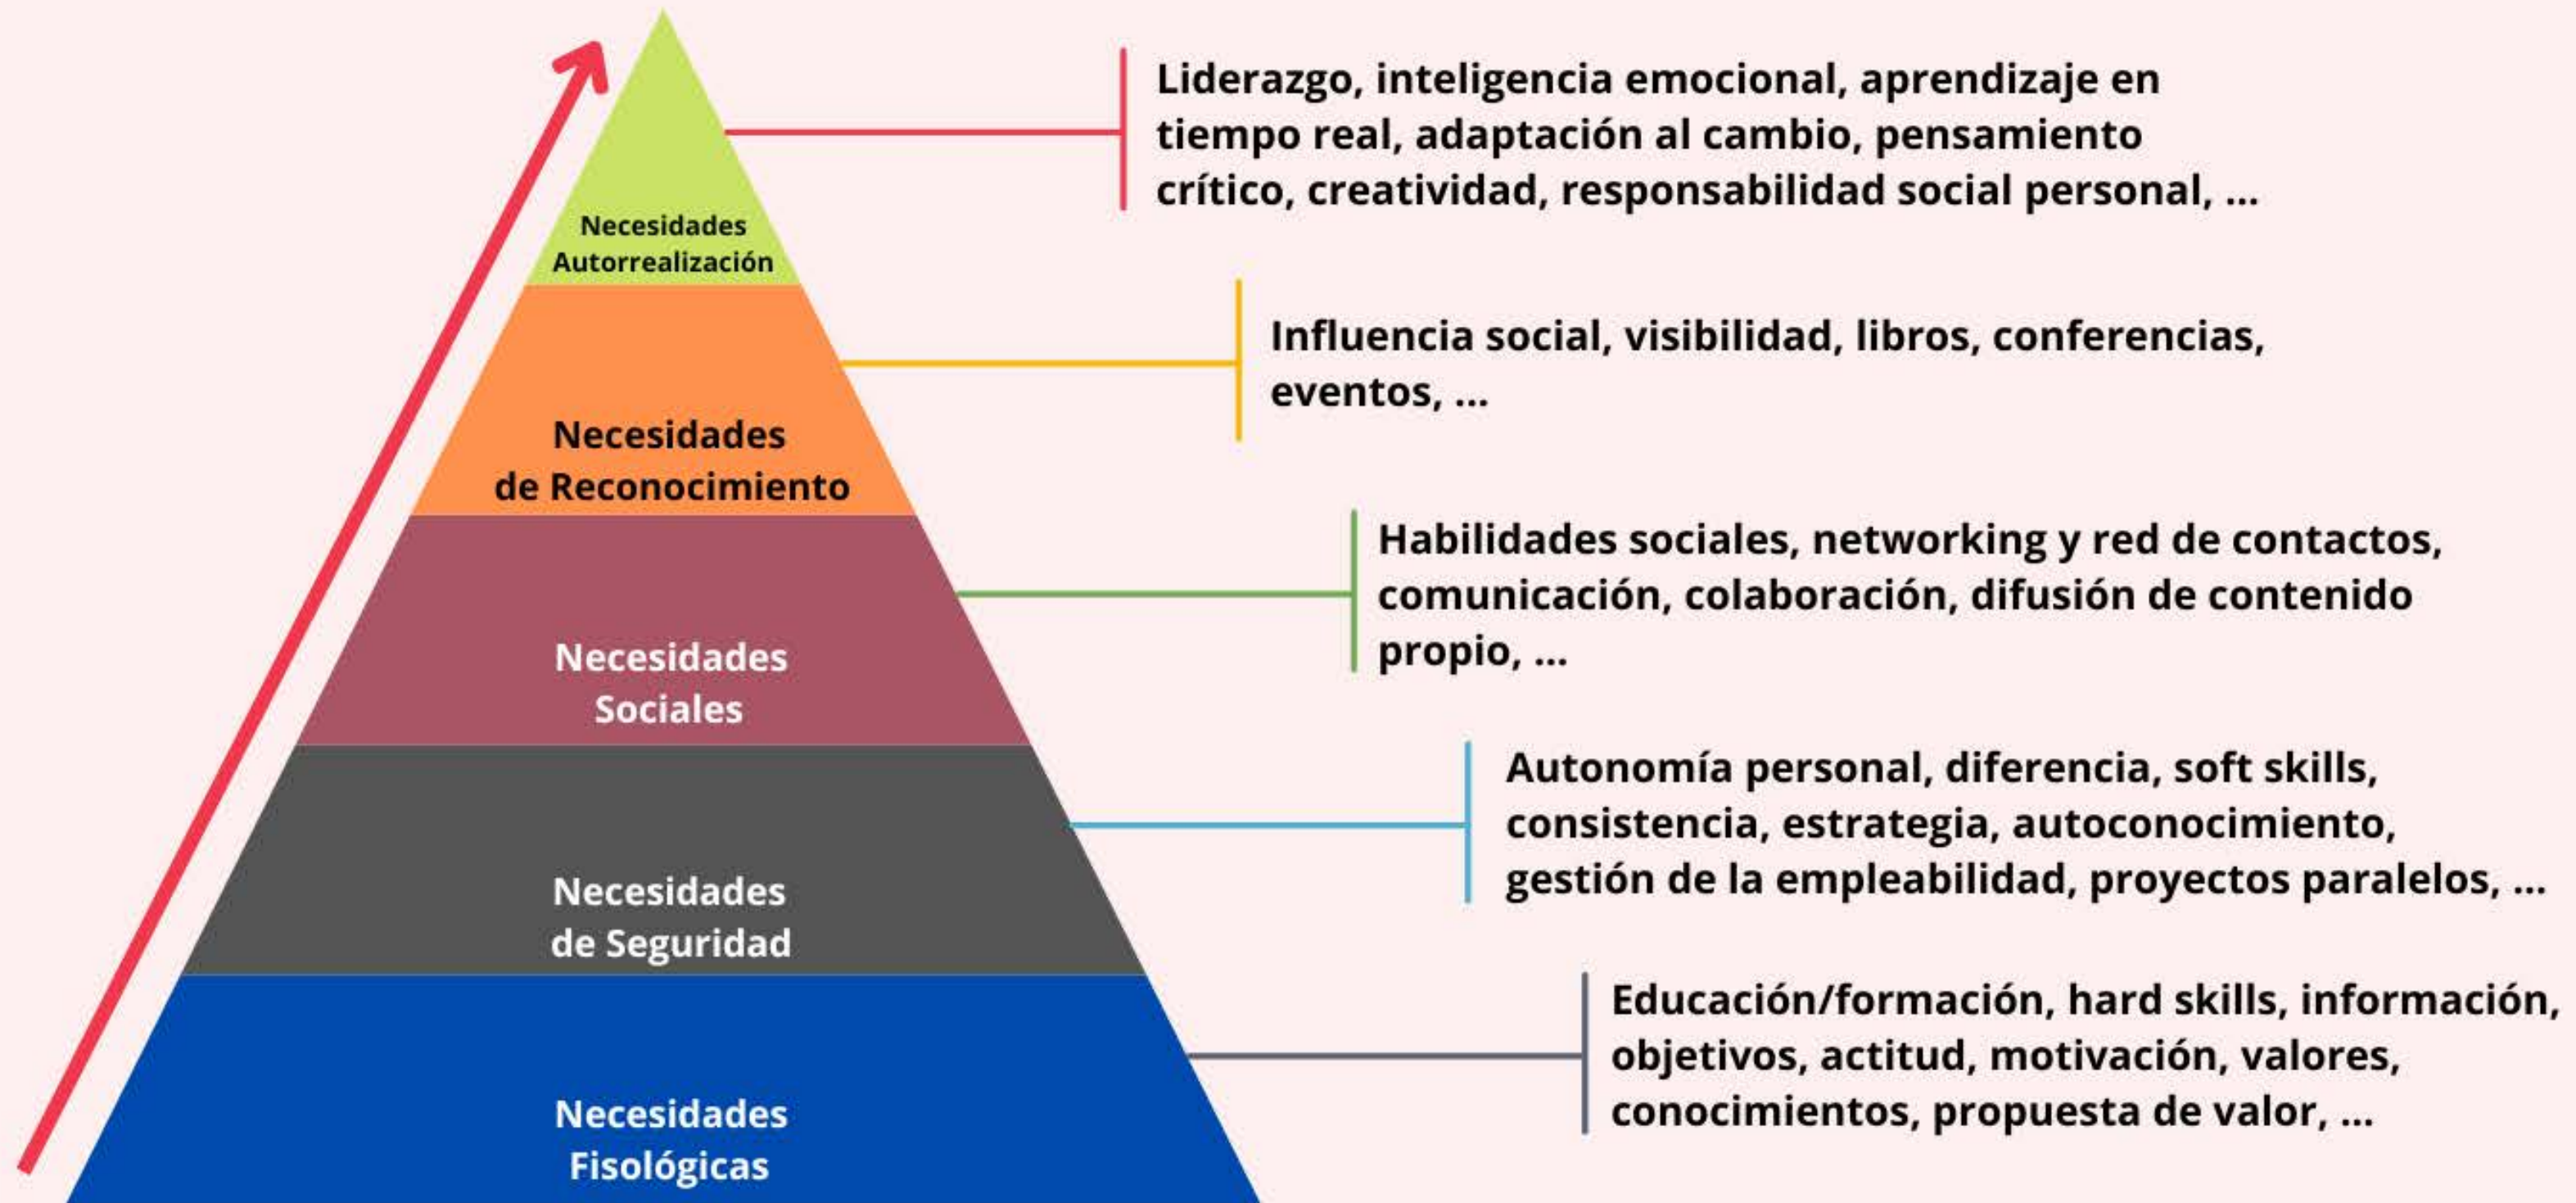 Liderazgo, inteligencia emocional, aprendizaje en
tiempo real, adaptación al cambio, pensamiento
crítico, creatividad, responsabilidad social personal, ...
Necesidades
Autorrealización
Influencia social, visibilidad, libros, conferencias,
eventos, ...
Necesidades
de Reconocimiento
Habilidades sociales, networking y red de contactos,
comunicación, colaboración, difusión de contenido
propio, ...
Necesidades
Sociales
Autonomía personal, diferencia, soft skills,
consistencia, estrategia, autoconocimiento,
gestión de la empleabilidad, proyectos paralelos, ...
Necesidades
de Seguridad
Educación/formación, hard skills, información,
objetivos, actitud, motivación, valores,
conocimientos, propuesta de valor, ...
Necesidades
Fisológicas